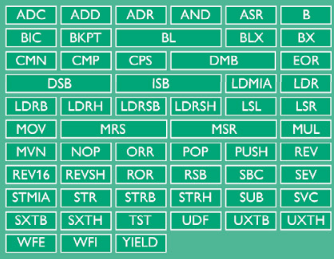 ADC ADD ADR AND ASR B
BIC BKPT BL BLX BX
CMN CMP CPS DMB EOR
DSB ISB LDMIA LDR
LDRB LDRH LDRSB LDRSH LSL LSR
MOV MRS MSR MUL
MVN NOP ORR POP PUSH REV
REV16 REVSH ROR RSB SBC SEV
STMIA STR STRB STRH SUB SVC
SXTB SXTH TST UDF UXTB UXTH
WFE WFI YIELD